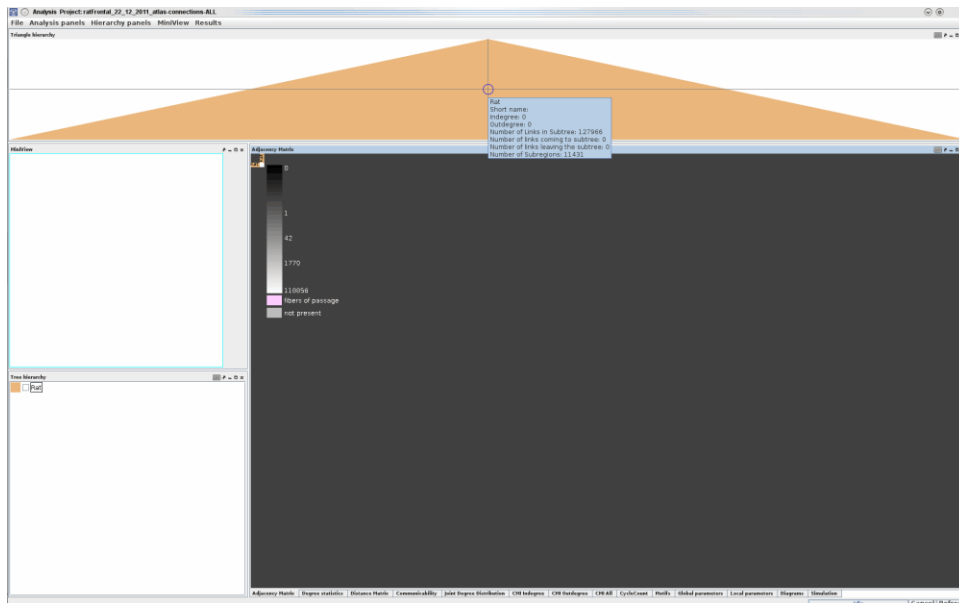 Analysis Project: ratFrontal_22_12_2011_atlas-connections-ALL
File Analysis panels Hierarchy panels MiniView Results
Triangle hierarchy
Rat
Short name:
Indegree: 0
Outdegree: 0
Number of Links in Subtree: 127966
Number of links coming to subtree: 0
Number of links leaving the subtree: 0
Number of Subregions: 11431
MiniView
Adjacency Matrix
0
1
42
1770
110856
fibers of passage
not present
Tree hierarchy
Rat
Adjacency Matrix Degree statistics Distance Matrix Communicability Joint Degree Distribution CMI Indegree CMI Outdegree CMI All CycleCount Motifs Global parameters Local parameters Diagrams Simulation